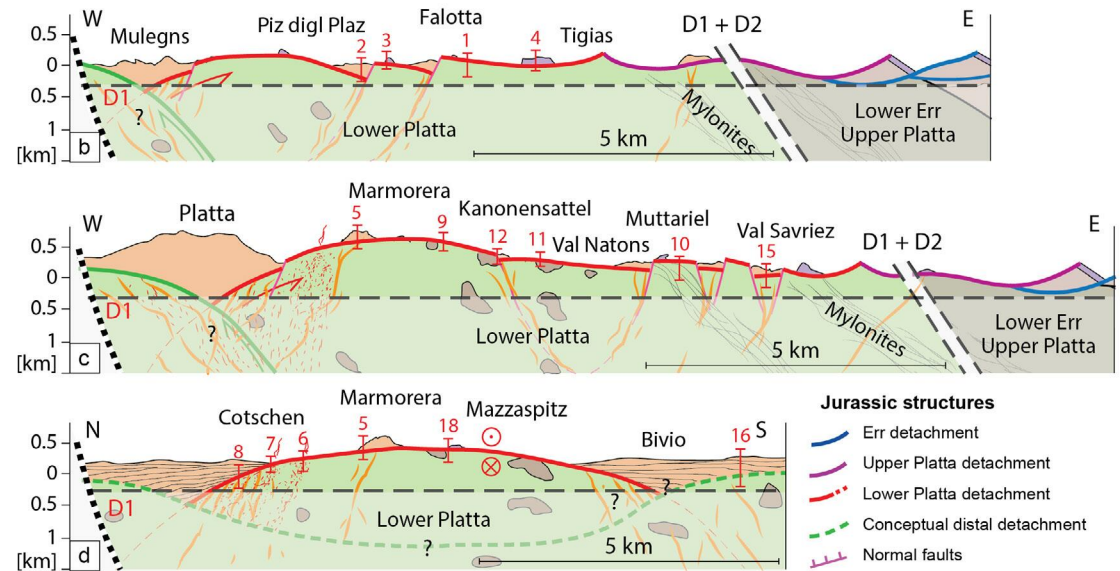 W
E
0.5
0
0.5
1
[km]
b
Mulegns
Piz digl Plaz
Falotta
Tigias
D1 + D2
2
3
1
4
D1
?
Lower Platta
5 km
Mylonites
Lower Err
Upper Platta
W
E
0.5
0
0.5
1
[km]
c
Platta
Marmorera
Kanonensattel
Val Natons
Muttariel
Val Savriez
D1 + D2
5
9
12
11
10
15
D1
?
Lower Platta
5 km
Mylonites
Lower Err
Upper Platta
N
S
0.5
0
0.5
1
[km]
d
Cotschen
Marmorera
Mazzaspitz
Bivio
8
7
6
5
18
16
D1
?
?
?
Lower Platta
5 km
Jurassic structures
Err detachment
Upper Platta detachment
Lower Platta detachment
Conceptual distal detachment
Normal faults